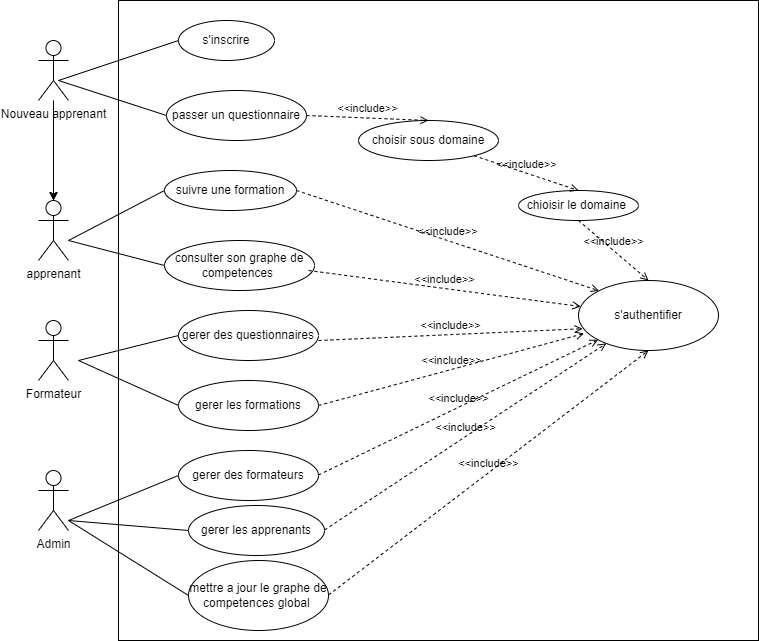 s'inscrire
Nouveau apprenant
passer un questionnaire
<<include>>
choisir sous domaine
<<include>>
chioisir le domaine
<<include>>
suivre une formation
<<include>>
apprenant
consulter son graphe de
competences
<<include>>
s'authentifier
gerer des questionnaires
<<include>>
Formateur
gerer les formations
<<include>>
gerer des formateurs
<<include>>
Admin
gerer les apprenants
<<include>>
mettre a jour le graphe de
competences global
<<include>>